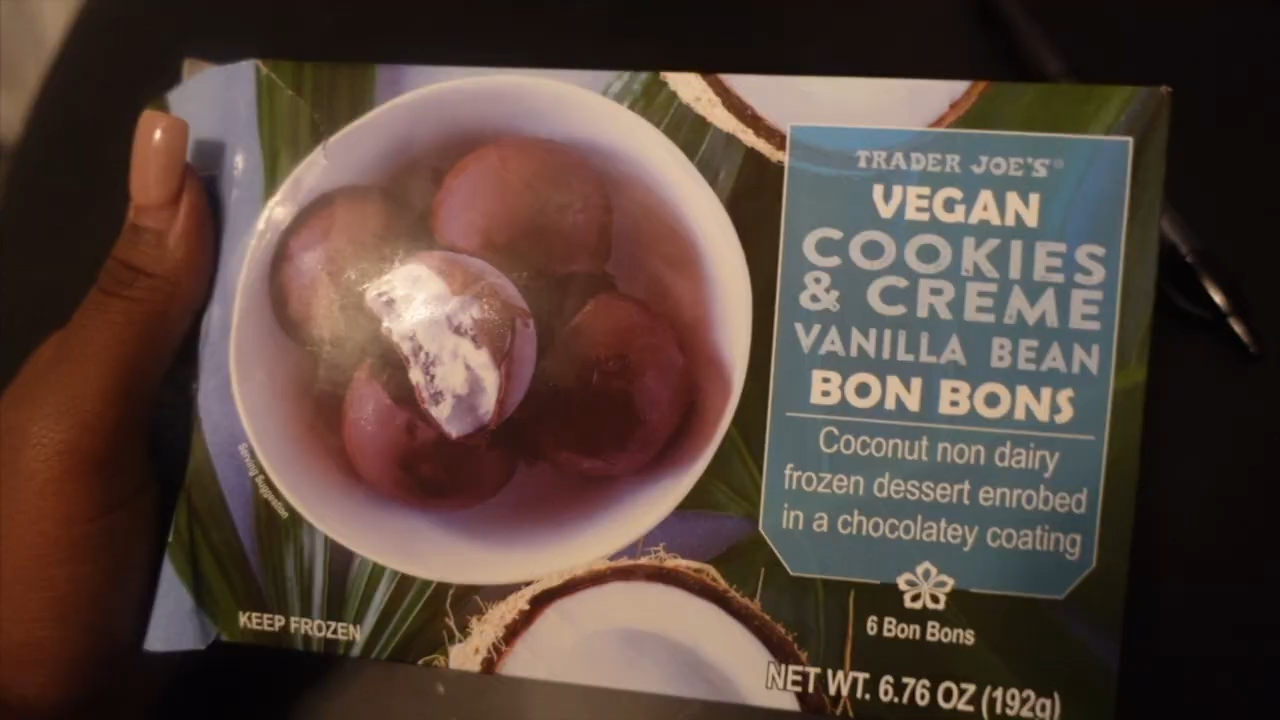 TRADER JOE'S®
VEGAN
COOKIES
& CREME
VANILLA BEAN
BON BONS
Coconut non dairy
frozen dessert enrobed
in a chocolatey coating
6 Bon Bons
NET WT. 6.76 OZ (192g)
KEEP FROZEN
Serving Suggestion